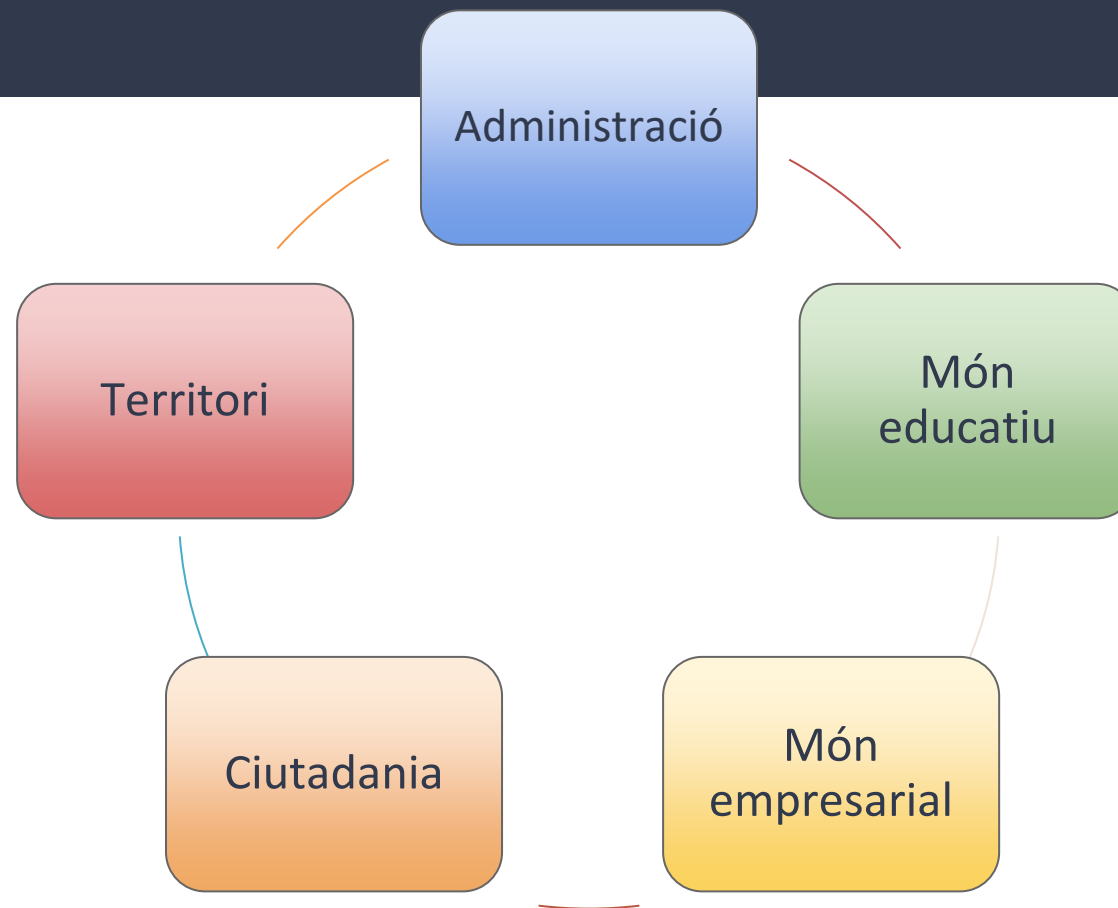 Administració
Món
educatiu
Món
empresarial
Ciutadania
Territori